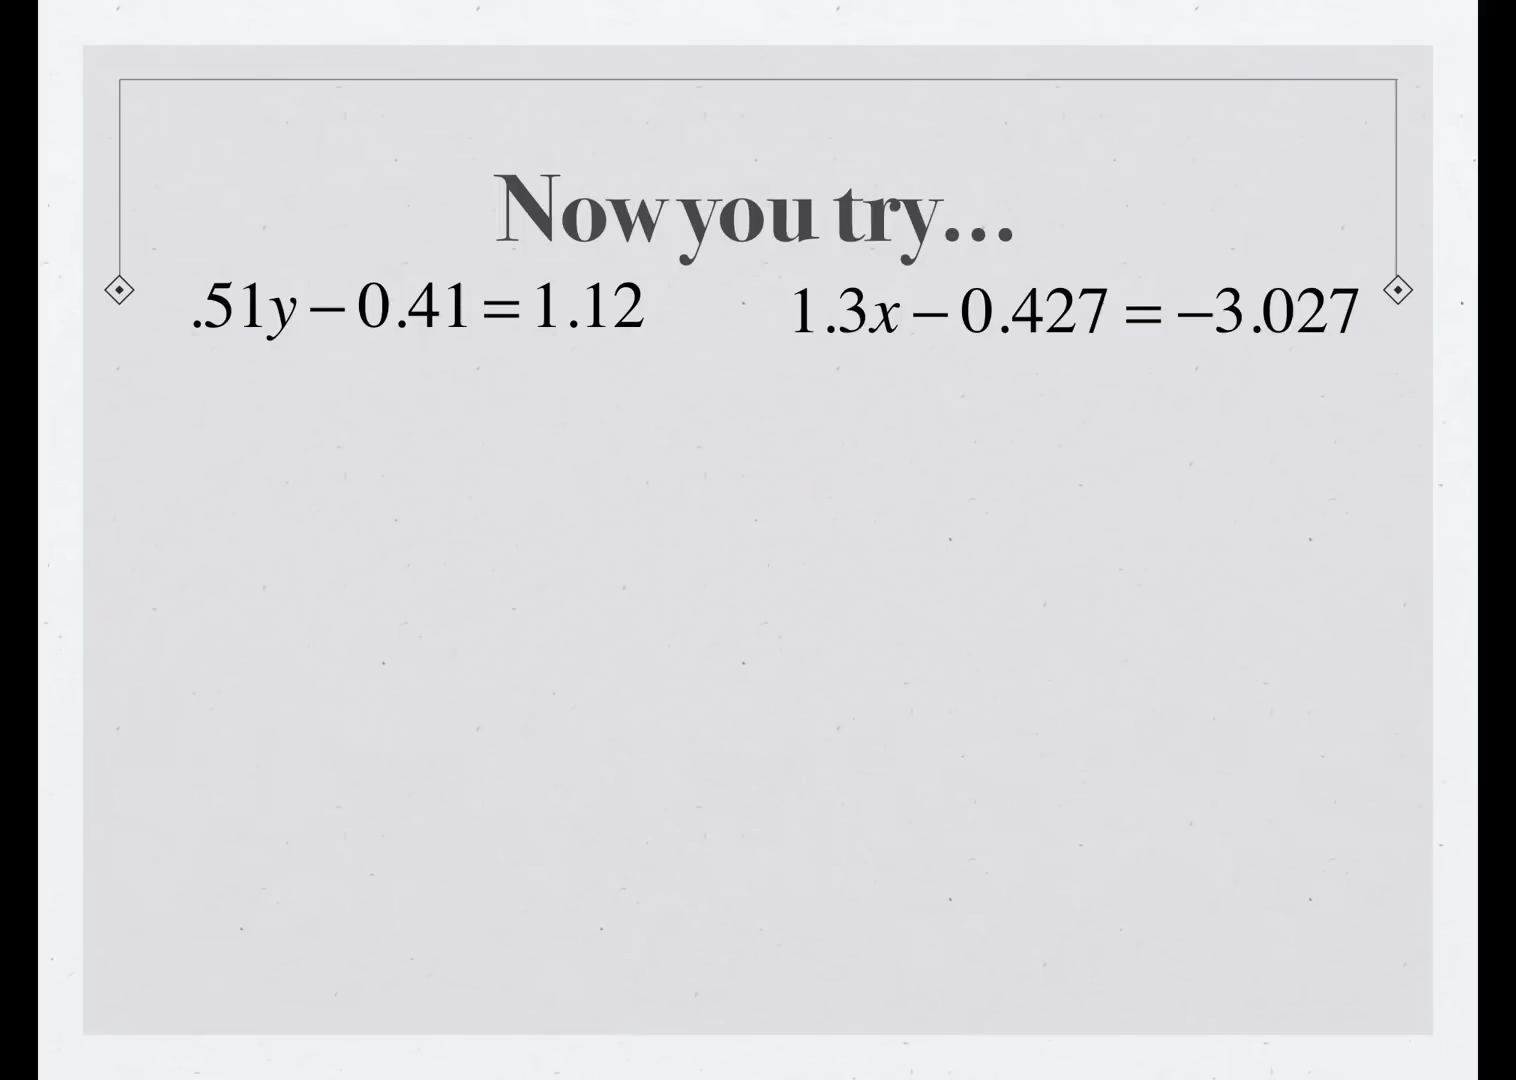 Now you try...
.51y – 0.41 = 1.12
1.3x – 0.427 = –3.027